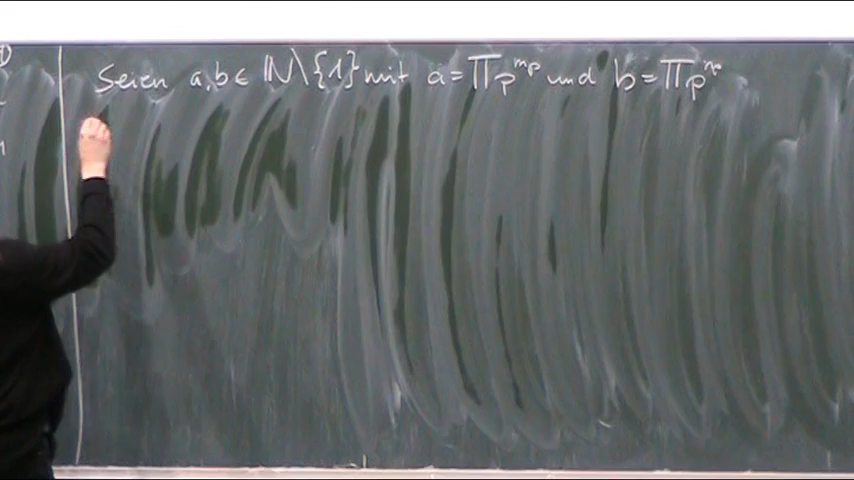 Seien a,b ∈ ℕ\{1} mit a = ∏p^{m_p} und b = ∏p^{n_p}